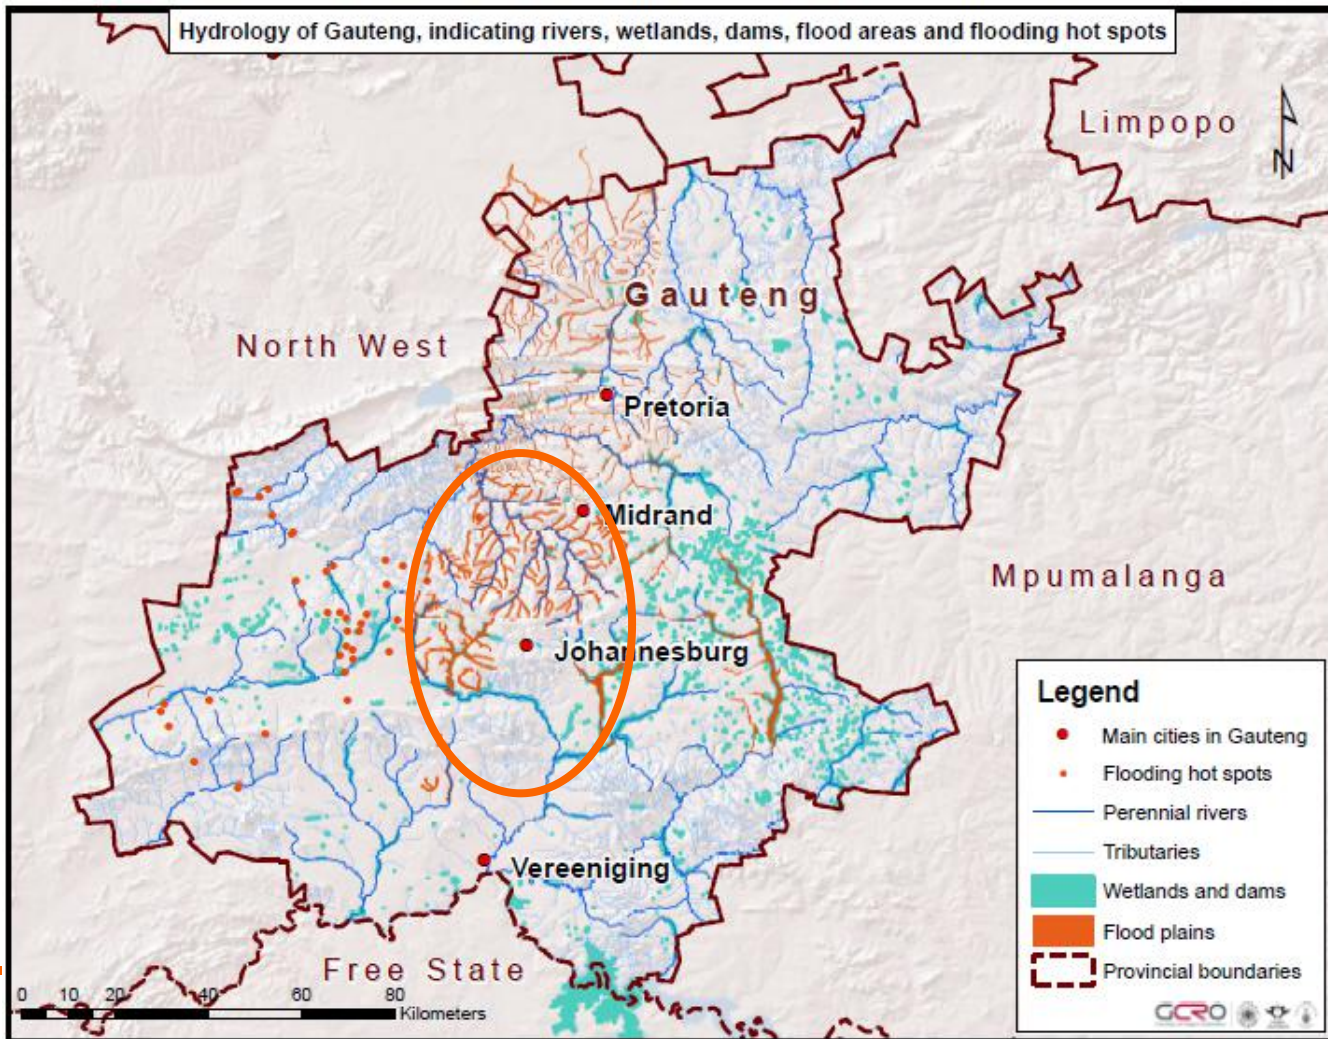 Hydrology of Gauteng, indicating rivers, wetlands, dams, flood areas and flooding hot spots
Limpopo
N
Gauteng
North West
Pretoria
Midrand
Mpumalanga
Johannesburg
Vereeniging
Free State
0 10 20 40 60 80
Kilometers
Legend
Main cities in Gauteng
Flooding hot spots
Perennial rivers
Tributaries
Wetlands and dams
Flood plains
Provincial boundaries
GCRO